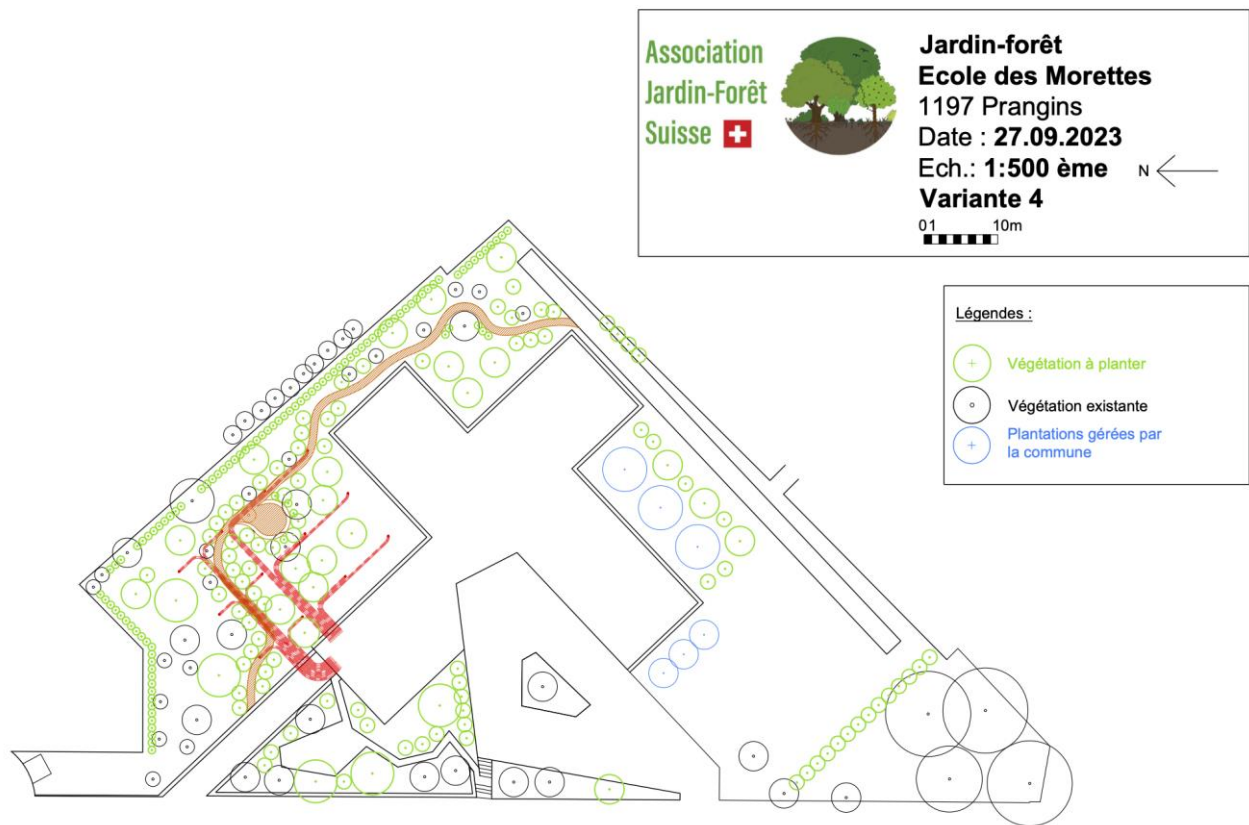 Association
Jardin-Forêt
Suisse
Jardin-forêt
Ecole des Morettes
1197 Prangins
Date : 27.09.2023
Ech.: 1:500 ème
N
Variante 4
01 10m
Légendes :
Végétation à planter
Végétation existante
Plantations gérées par
la commune